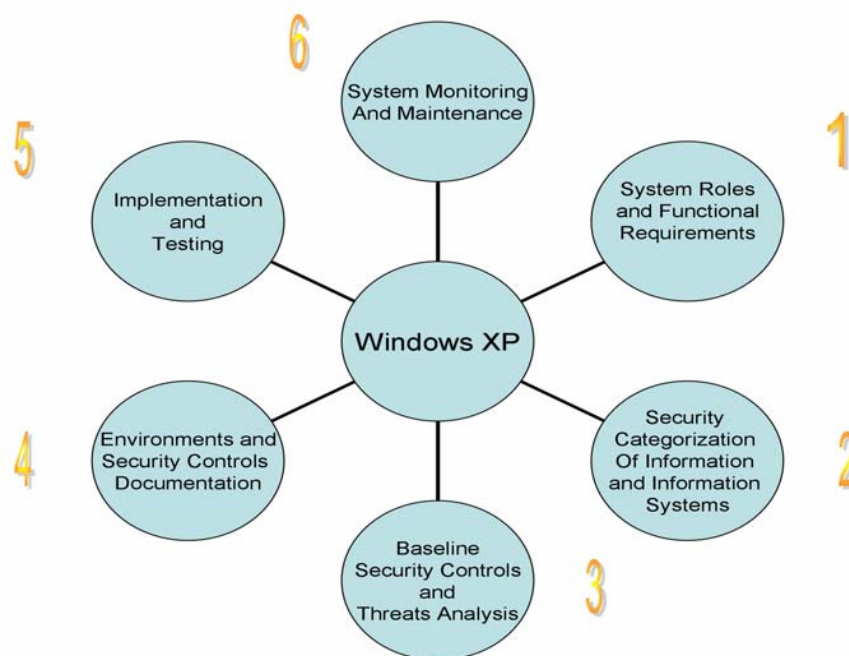 6
System Monitoring
And Maintenance
5
1
Implementation
and
Testing
System Roles
and Functional
Requirements
Windows XP
4
Environments and
Security Controls
Documentation
Security
Categorization
Of Information
and Information
Systems
2
Baseline
Security Controls
and
Threats Analysis
3